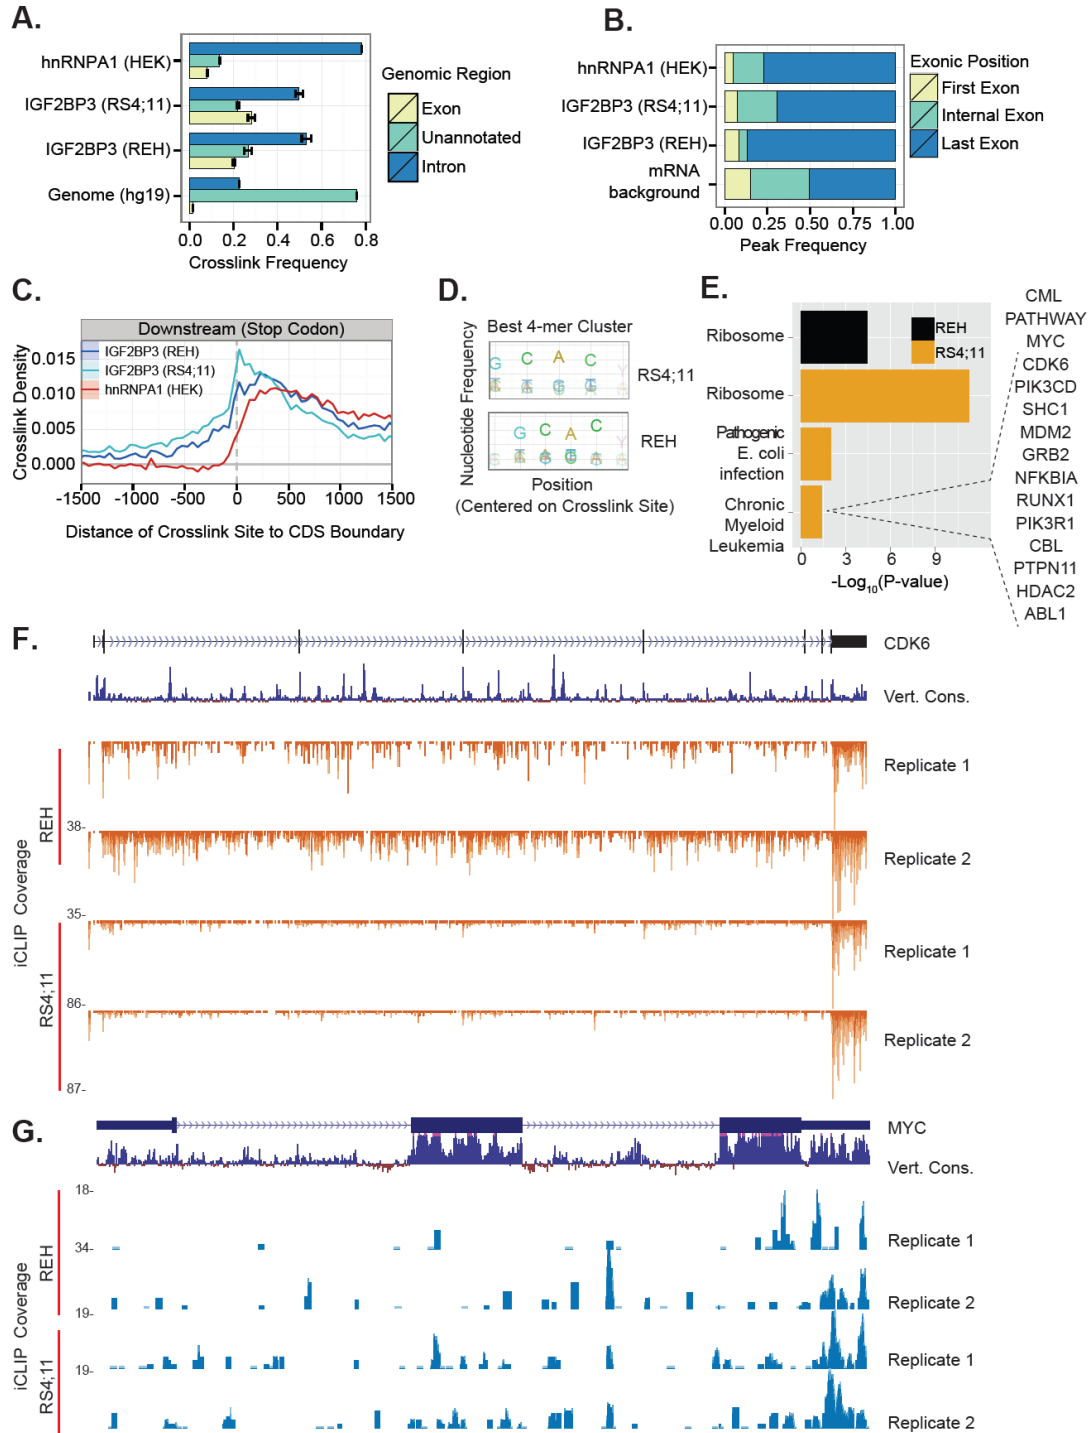 A.
hnRNPA1 (HEK)
IGF2BP3 (RS4;11)
IGF2BP3 (REH)
Genome (hg19)
0.0 0.2 0.4 0.6 0.8
Crosslink Frequency
Genomic Region
Exon
Unannotated
Intron
B.
hnRNPA1 (HEK)
IGF2BP3 (RS4;11)
IGF2BP3 (REH)
mRNA
background
0.00 0.25 0.50 0.75 1.00
Peak Frequency
Exonic Position
First Exon
Internal Exon
Last Exon
C.
Downstream (Stop Codon)
IGF2BP3 (REH)
IGF2BP3 (RS4;11)
hnRNPA1 (HEK)
Crosslink Density
0.015
0.010
0.005
0.000
-1500 -1000 -500 0 500 1000 1500
Distance of Crosslink Site to CDS Boundary
D.
Best 4-mer Cluster
Nucleotide Frequency
G C A C
RS4;11
G C A C
REH
Position
(Centered on Crosslink Site)
E.
Ribosome
Ribosome
Pathogenic
E. coli
infection
Chronic
Myeloid
Leukemia
REH
RS4;11
0 3 6 9
-Log10(P-value)
CML
PATHWAY
MYC
CDK6
PIK3CD
SHC1
MDM2
GRB2
NFKBIA
RUNX1
PIK3R1
CBL
PTPN11
HDAC2
ABL1
F.
CDK6
Vert. Cons.
iCLIP Coverage
REH
Replicate 1
38-
Replicate 2
35-
RS4;11
Replicate 1
86-
Replicate 2
87-
G.
MYC
Vert. Cons.
iCLIP Coverage
REH
18-
Replicate 1
34-
Replicate 2
19-
RS4;11
Replicate 1
19-
Replicate 2